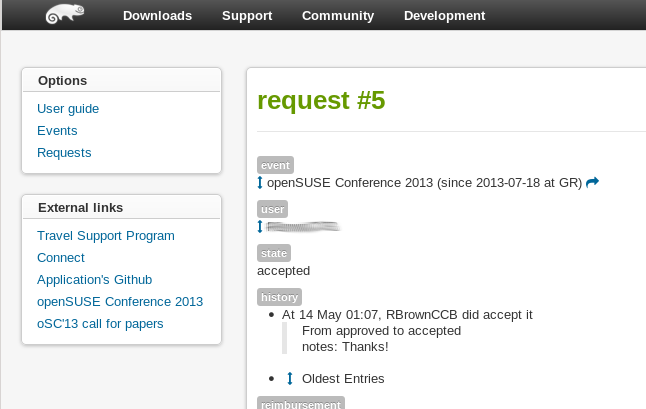 Downloads Support Community Development
Options
User guide
Events
Requests
External links
Travel Support Program
Connect
Application's Github
openSUSE Conference 2013
oSC'13 call for papers
request #5
event
openSUSE Conference 2013 (since 2013-07-18 at GR)
user
state
accepted
history
At 14 May 01:07, RBrownCCB did accept it
From approved to accepted
notes: Thanks!
Oldest Entries
reimbursement